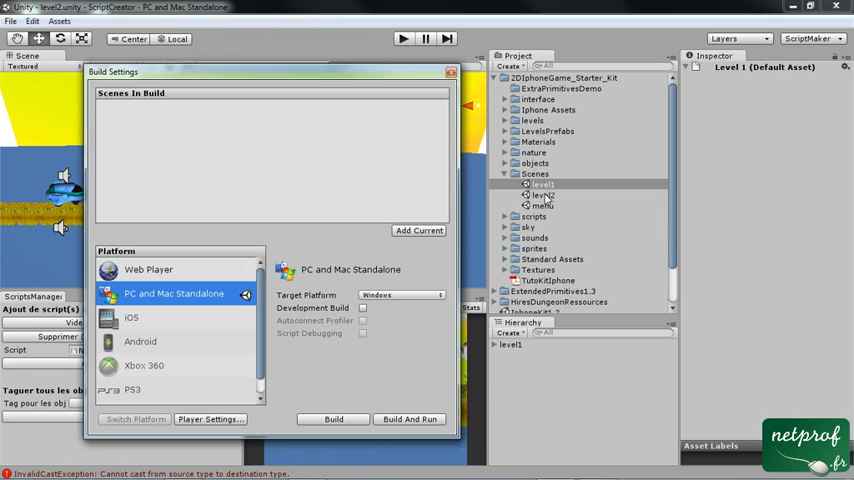 Unity - level2.unity - ScriptCreator - PC and Mac Standalone
File Edit Assets
Center Local Layers ScriptMaker
Scene
Textured
Build Settings
Scenes In Build
Add Current
Platform
Web Player
PC and Mac Standalone
iOS
Android
Xbox 360
PS3
PC and Mac Standalone
Target Platform Windows
Development Build
Autoconnect Profiler
Script Debugging
Switch Platform Player Settings... Build Build And Run
ScriptsManager
Ajout de script(s)
Supprimer
Script
Taguer tous les obj
Tag pour les obj
Project
Create All
2DIphoneGame_Starter_Kit
ExtraPrimitivesDemo
interface
Iphone Assets
levels
LevelsPrefabs
Materials
nature
objects
Scenes
level1
level2
menu
scripts
sky
sounds
sprites
Standard Assets
Textures
TutoKitIphone
ExtendedPrimitives1.3
HiresDungeonRessources
IphoneKit1.2
Hierarchy
Create All
level1
Inspector
Level 1 (Default Asset)
Asset Labels
InvalidCastException: Cannot cast from source type to destination type.
netprof
.fr